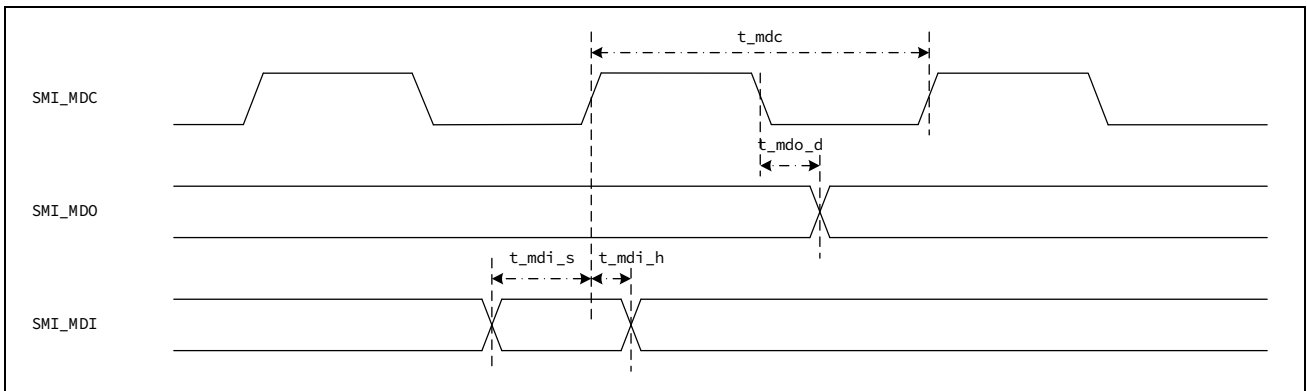 t_mdc
SMI_MDC
t_mdo_d
SMI_MDO
t_mdi_s
t_mdi_h
SMI_MDI